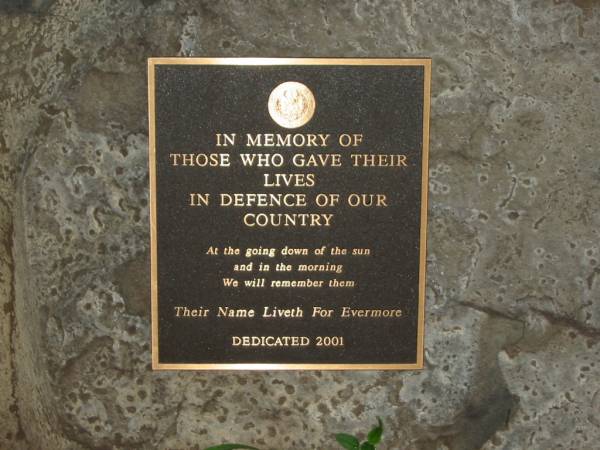 IN MEMORY OF
THOSE WHO GAVE THEIR
LIVES
IN DEFENCE OF OUR
COUNTRY
At the going down of the sun
and in the morning
We will remember them
Their Name Liveth For Evermore
DEDICATED 2001